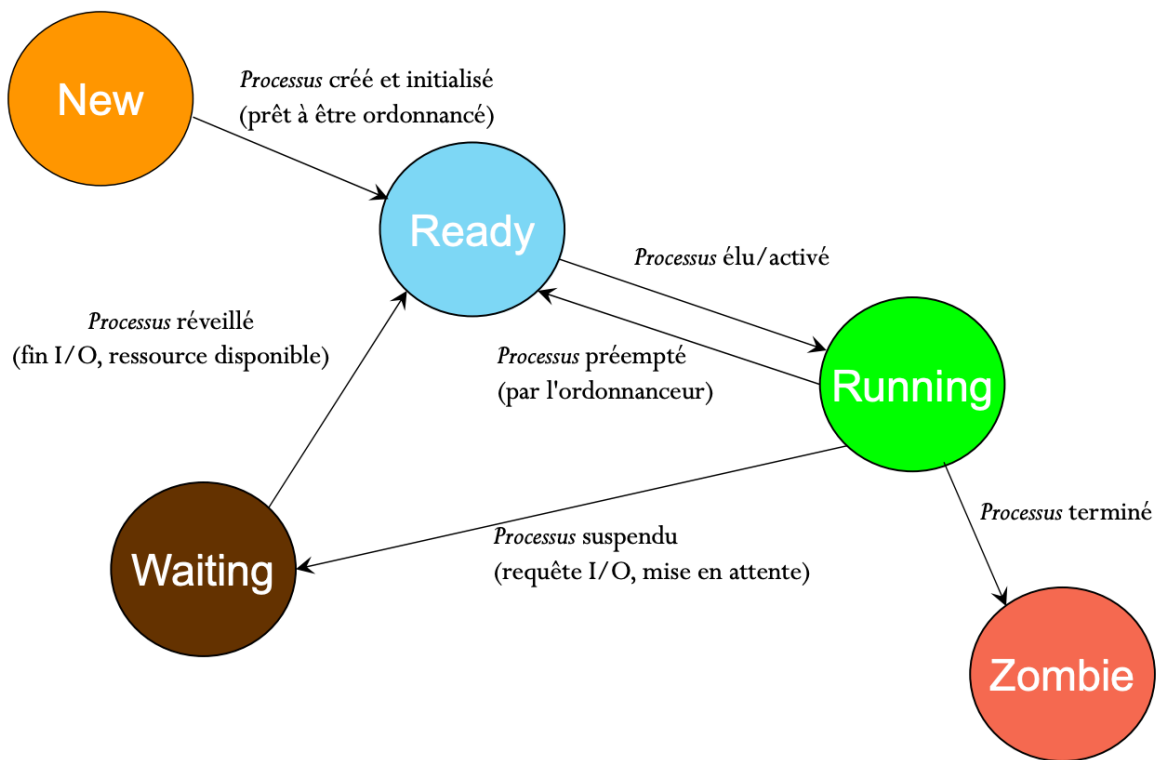 New
Processus créé et initialisé
(prêt à être ordonnancé)
Ready
Processus élu/activé
Processus réveillé
(fin I/O, ressource disponible)
Processus préempté
(par l'ordonnanceur)
Running
Processus terminé
Processus suspendu
(requête I/O, mise en attente)
Waiting
Zombie